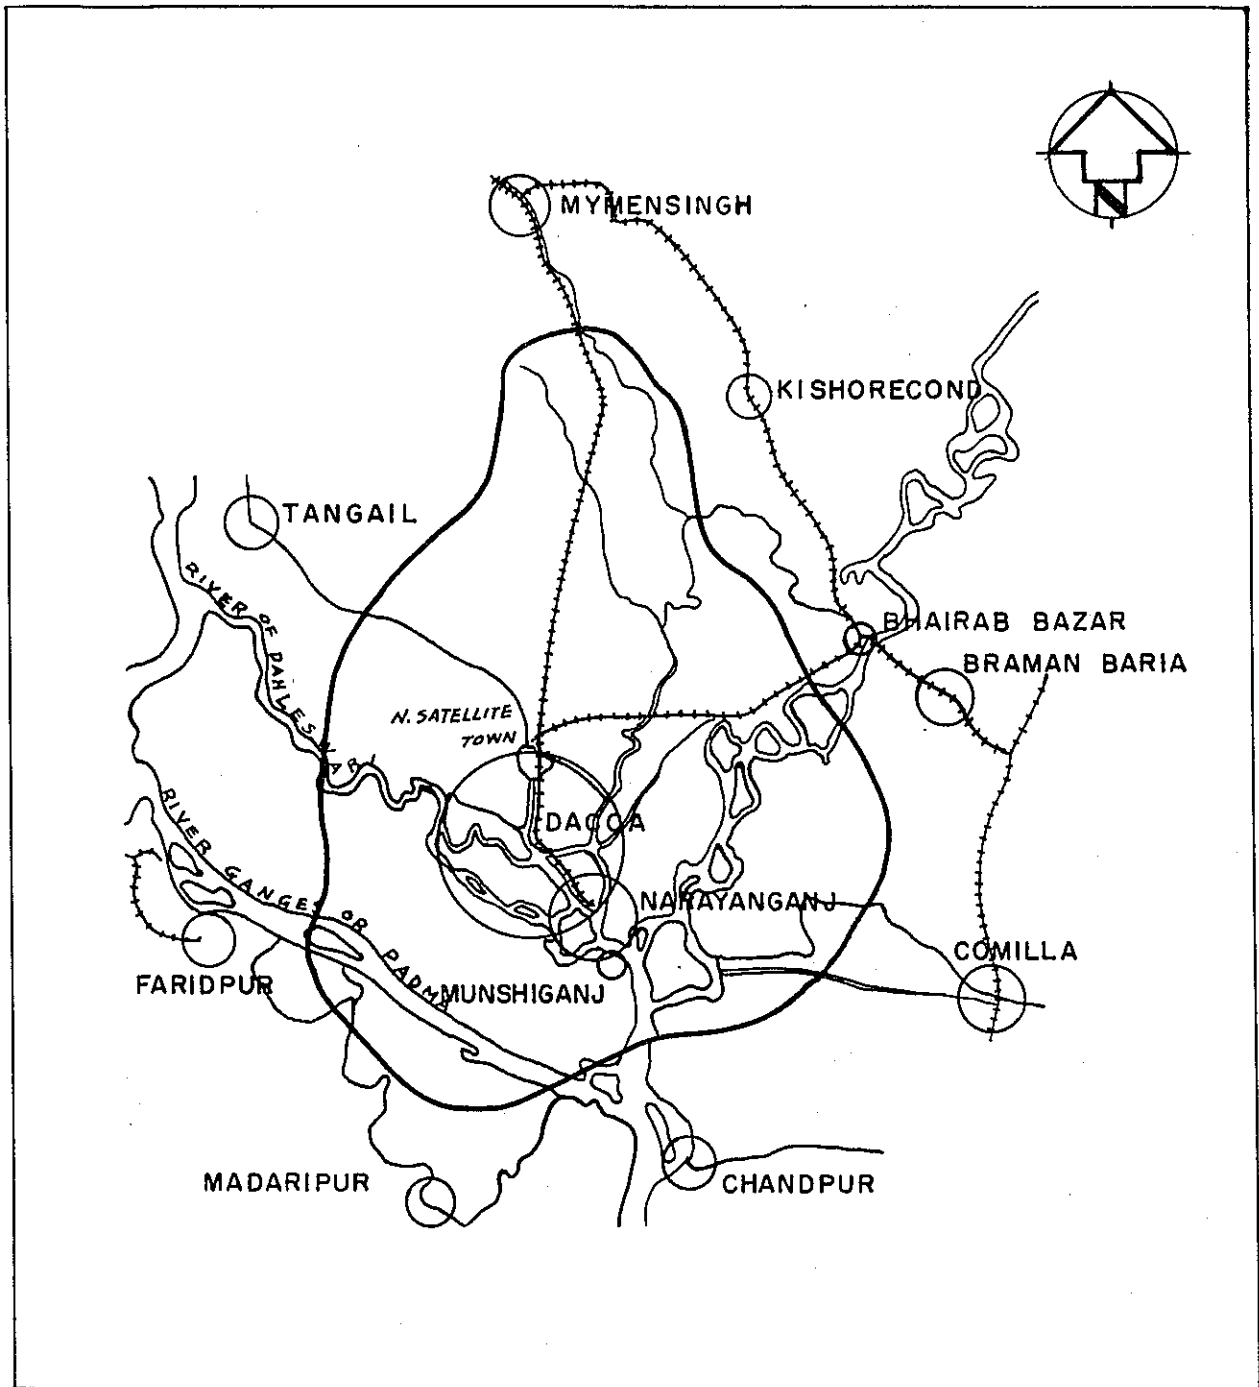 N
MYMENSINGH
KISHORECOND
TANGAIL
RIVER OF DAHLESWARI
BHAIRAB BAZAR
BRAMAN BARIA
N. SATELLITE
TOWN
RIVER GANGES OR PADMA
DACCA
NARAYANGANJ
COMILLA
FARIDPUR
MUNSHIGANJ
MADARIPUR
CHANDPUR